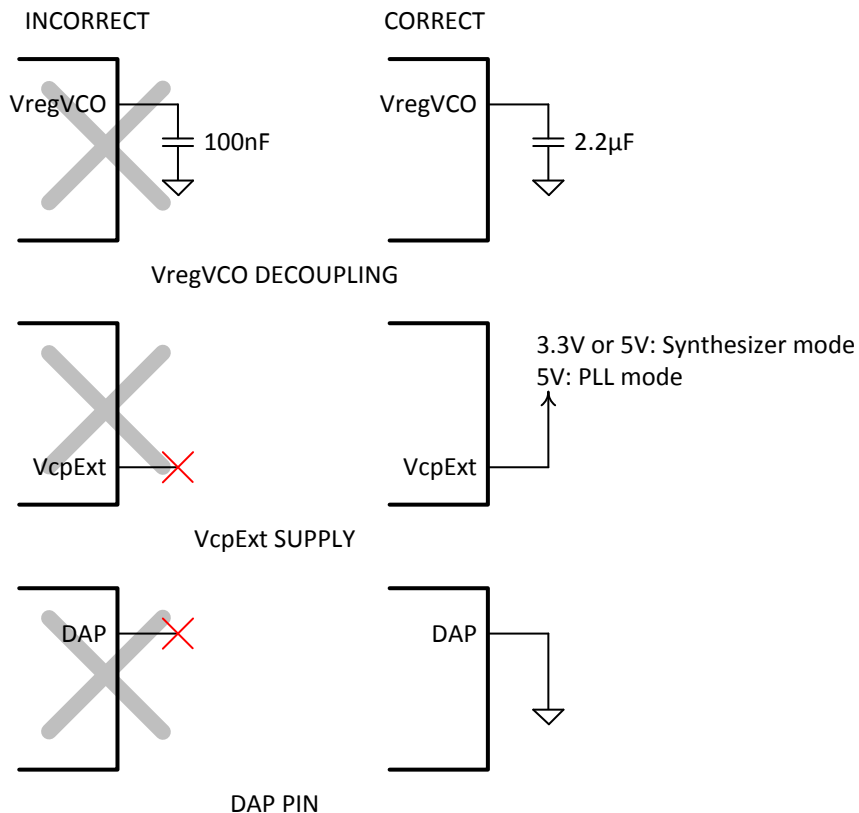 INCORRECT
CORRECT
VregVCO
100nF
VregVCO
2.2µF
VregVCO DECOUPLING
3.3V or 5V: Synthesizer mode
5V: PLL mode
VcpExt
VcpExt
VcpExt SUPPLY
DAP
DAP
DAP PIN